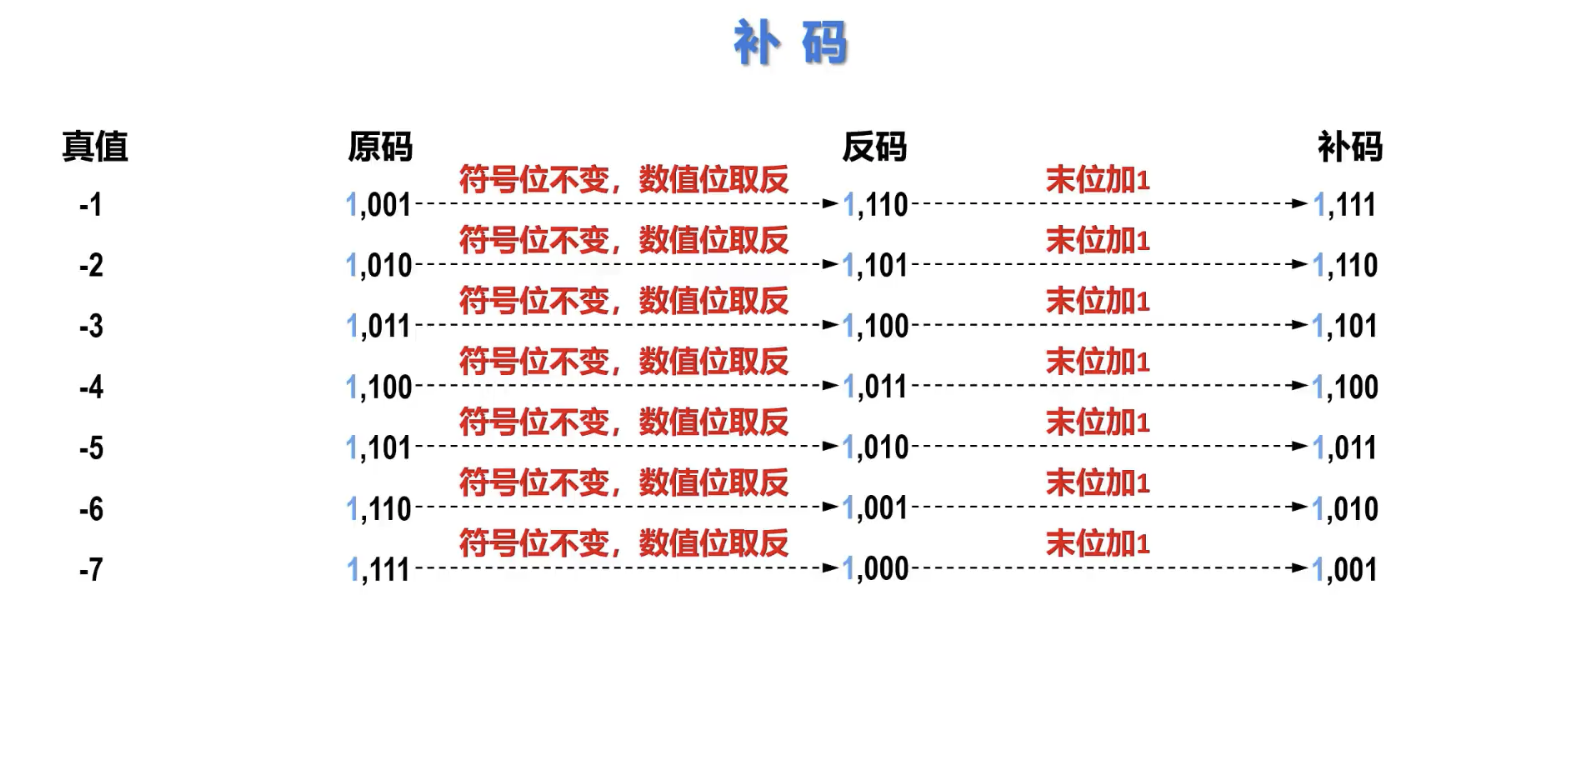 补 码
真值 原码 反码 补码
符号位不变，数值位取反 末位加1
-1 1,001 1,110 1,111
符号位不变，数值位取反 末位加1
-2 1,010 1,101 1,110
符号位不变，数值位取反 末位加1
-3 1,011 1,100 1,101
符号位不变，数值位取反 末位加1
-4 1,100 1,011 1,100
符号位不变，数值位取反 末位加1
-5 1,101 1,010 1,011
符号位不变，数值位取反 末位加1
-6 1,110 1,001 1,010
符号位不变，数值位取反 末位加1
-7 1,111 1,000 1,001